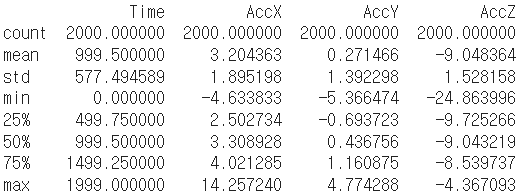 Time AccX AccY AccZ
count 2000.000000 2000.000000 2000.000000 2000.000000
mean 999.500000 3.204363 0.271466 -9.048364
std 577.494589 1.895198 1.392298 1.528158
min 0.000000 -4.633833 -5.366474 -24.863996
25% 499.750000 2.502734 -0.693723 -9.725266
50% 999.500000 3.308928 0.436756 -9.043219
75% 1499.250000 4.021285 1.160875 -8.539737
max 1999.000000 14.257240 4.774288 -4.367093